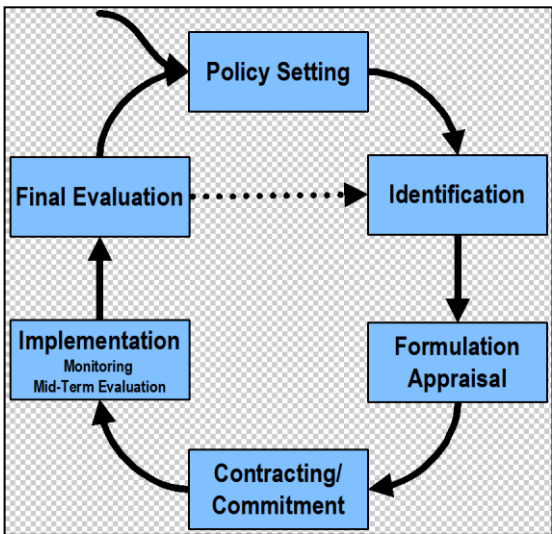 Policy Setting
Final Evaluation
Identification
Implementation
Monitoring
Mid-Term Evaluation
Formulation
Appraisal
Contracting/
Commitment